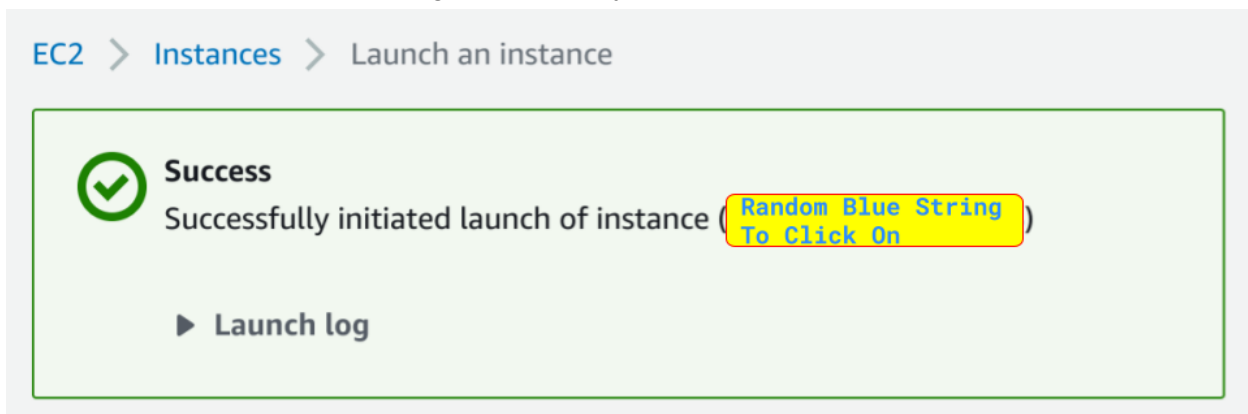 EC2 > Instances > Launch an instance
Success
Successfully initiated launch of instance (Random Blue String
To Click On)
Launch log